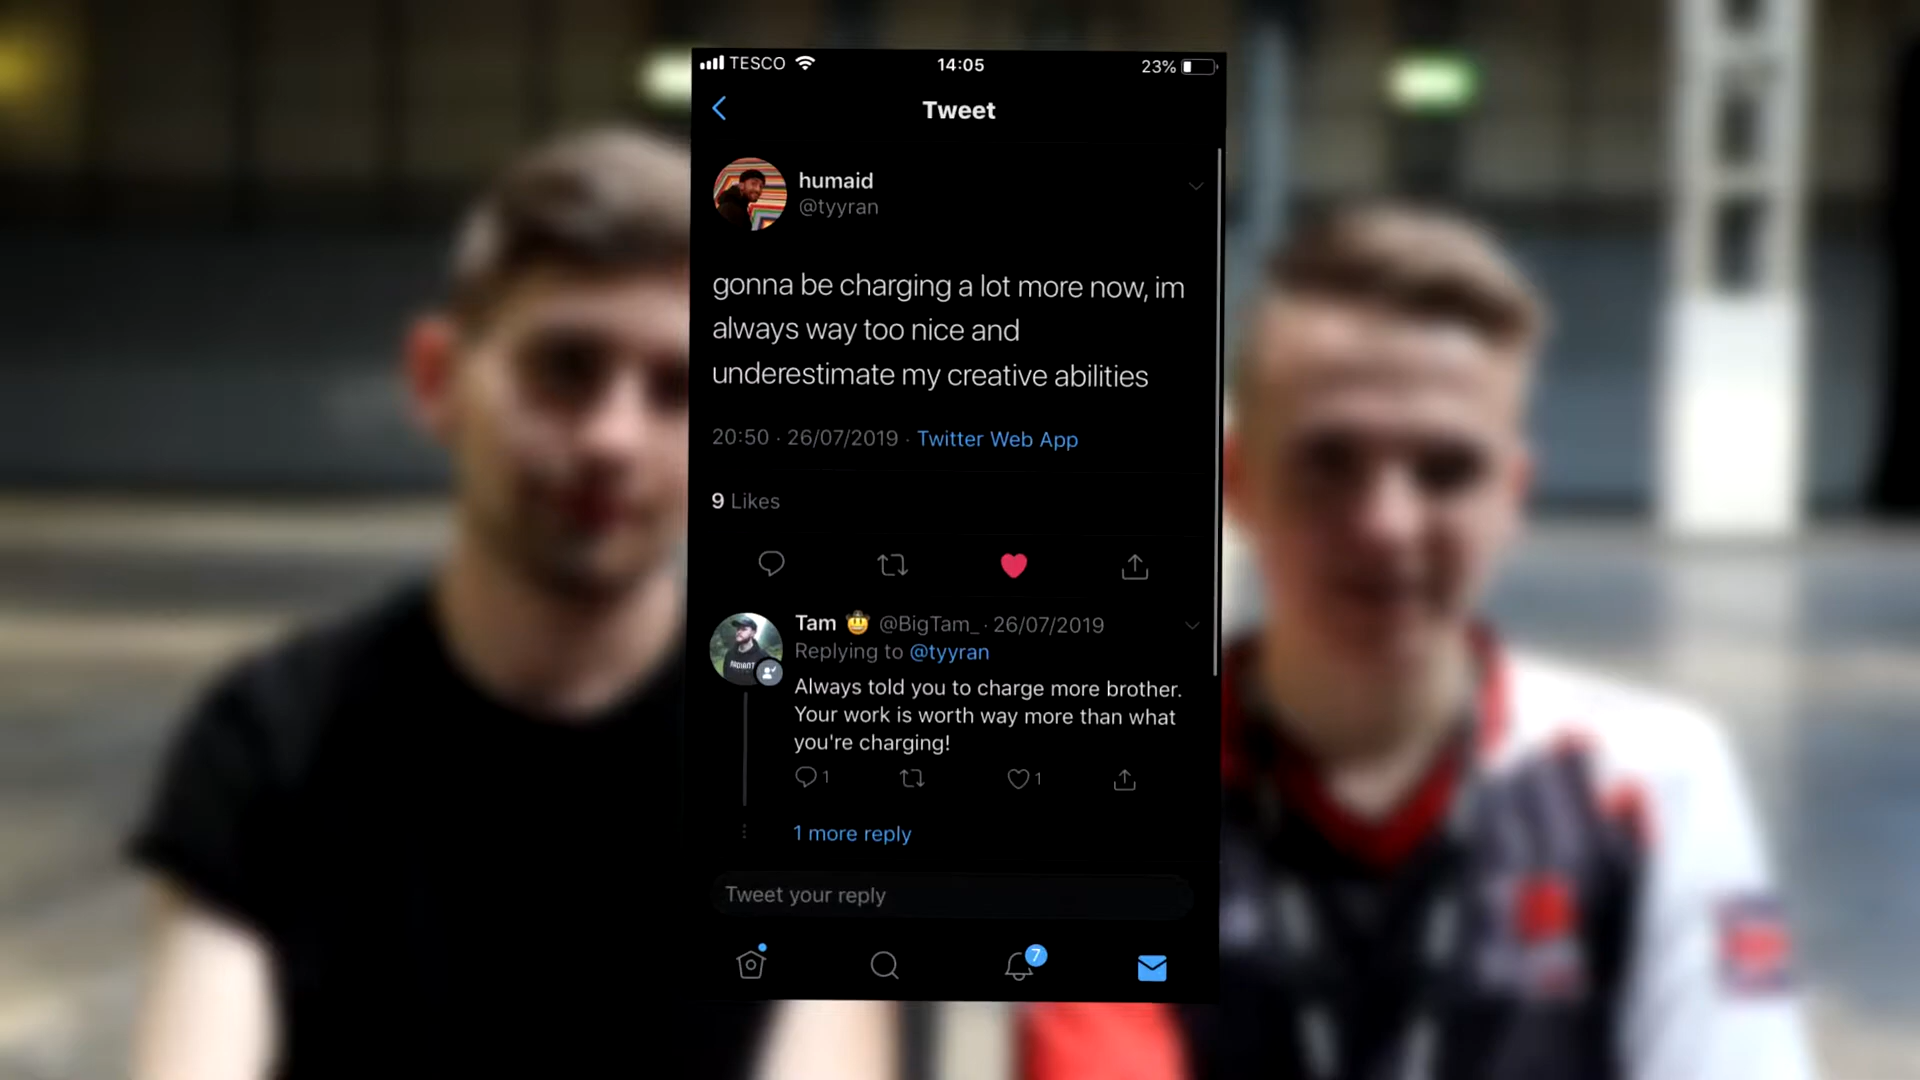 TESCO 14:05 23%
Tweet
humaid
@tyyran
gonna be charging a lot more now, im
always way too nice and
underestimate my creative abilities
20:50 · 26/07/2019 · Twitter Web App
9 Likes
Tam 🤠 @BigTam_ · 26/07/2019
Replying to @tyyran
RADIANT
Always told you to charge more brother.
Your work is worth way more than what
you're charging!
1 1
1 more reply
Tweet your reply
7